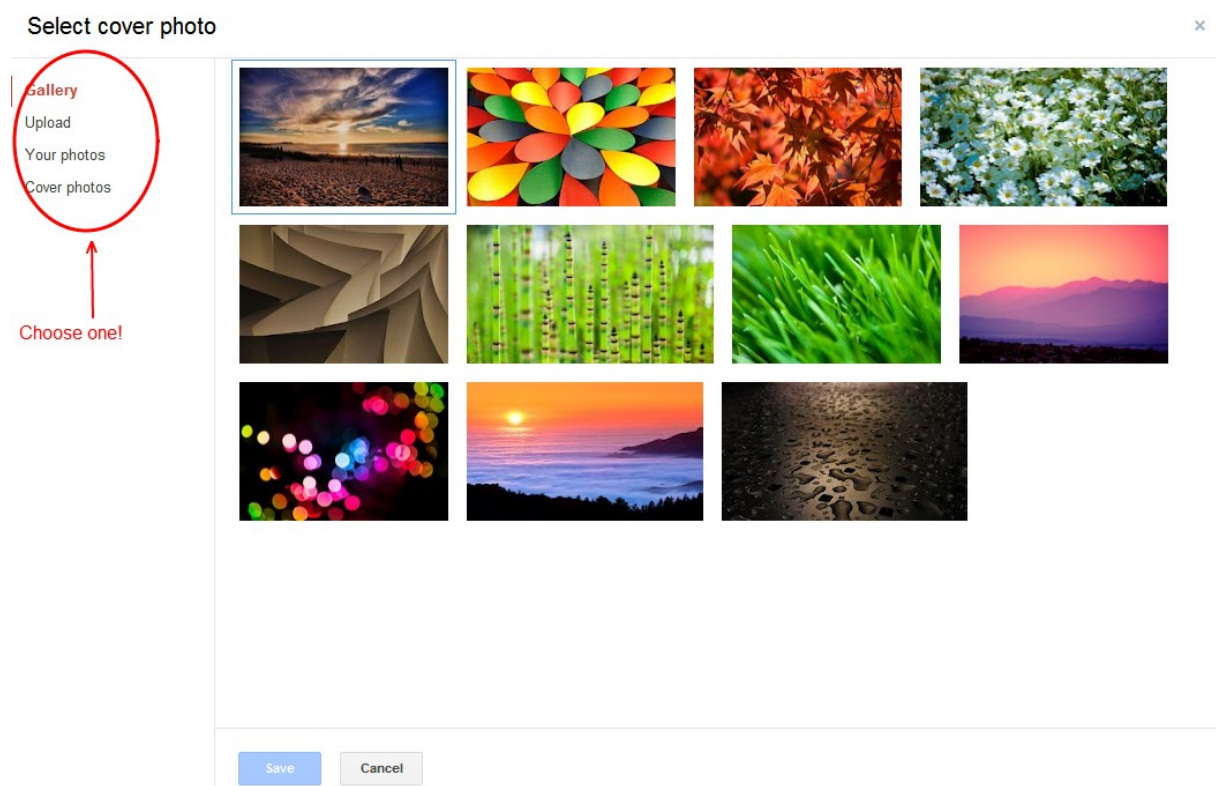 Select cover photo
×
Gallery
Upload
Your photos
Cover photos
Choose one!
Save
Cancel